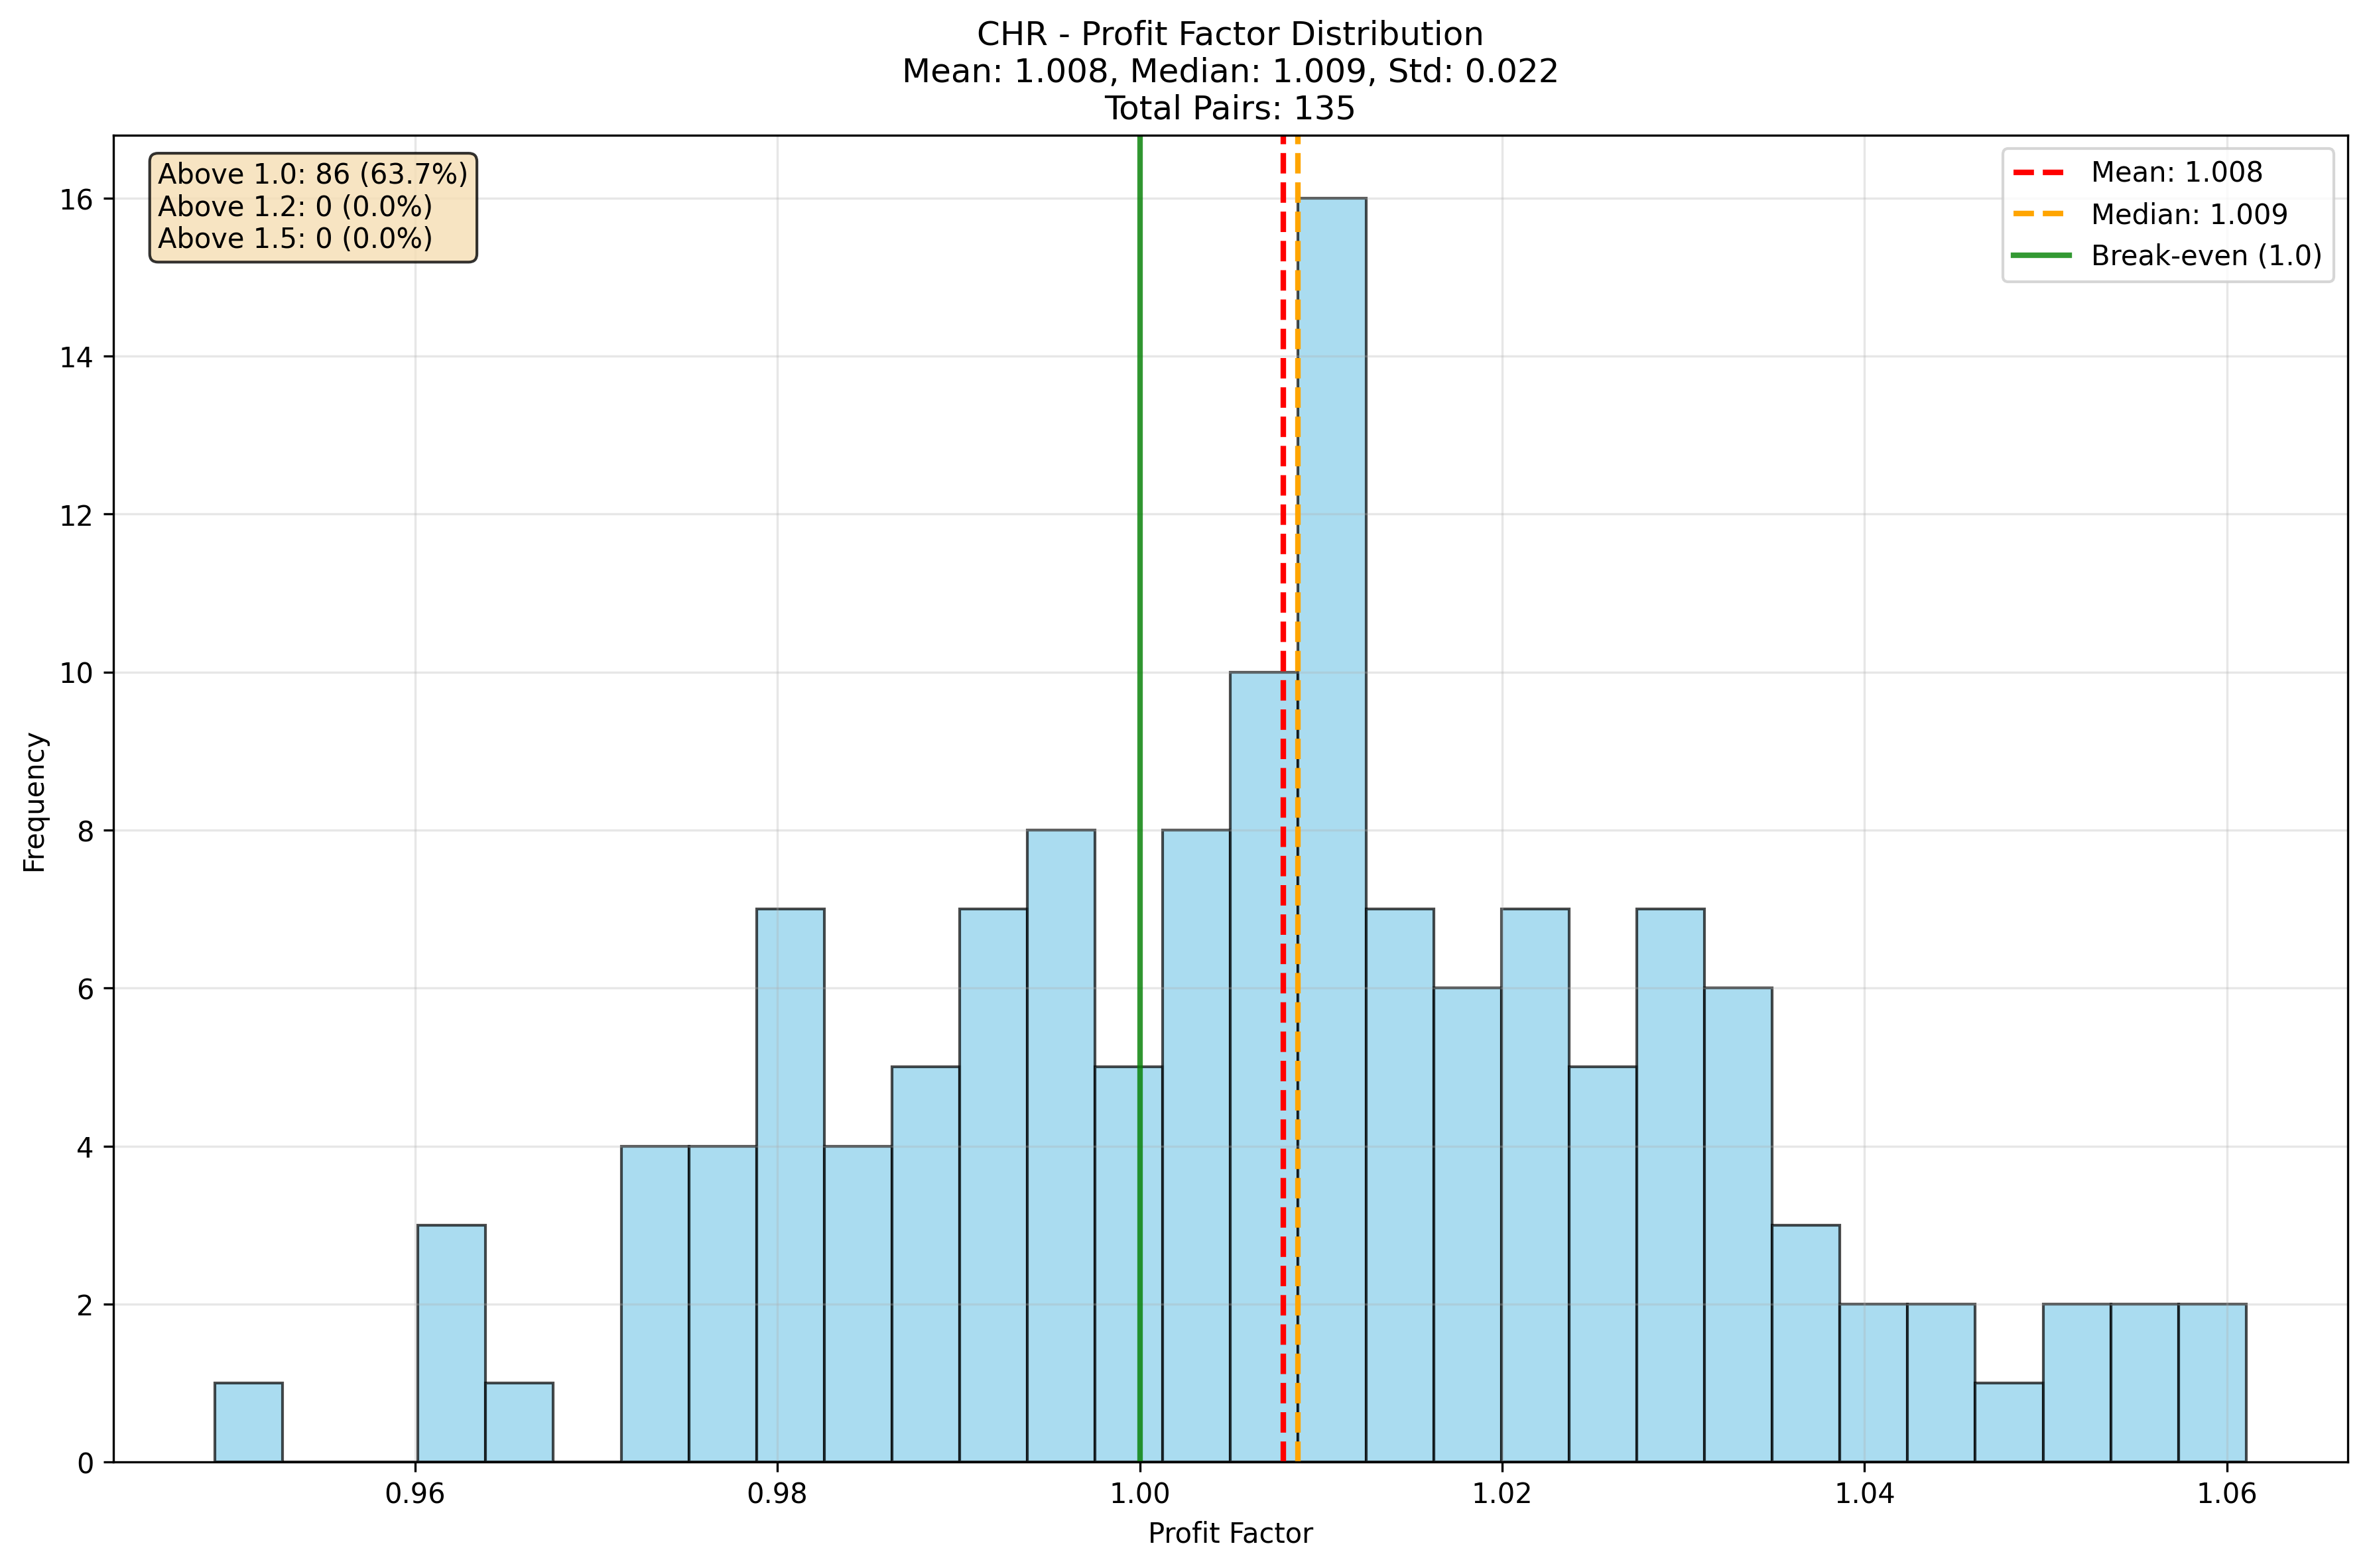 CHR - Profit Factor Distribution
Mean: 1.008, Median: 1.009, Std: 0.022
Total Pairs: 135
Above 1.0: 86 (63.7%)
Above 1.2: 0 (0.0%)
Above 1.5: 0 (0.0%)
Mean: 1.008
Median: 1.009
Break-even (1.0)
16
14
12
10
8
6
4
2
0
Frequency
0.96 0.98 1.00 1.02 1.04 1.06
Profit Factor